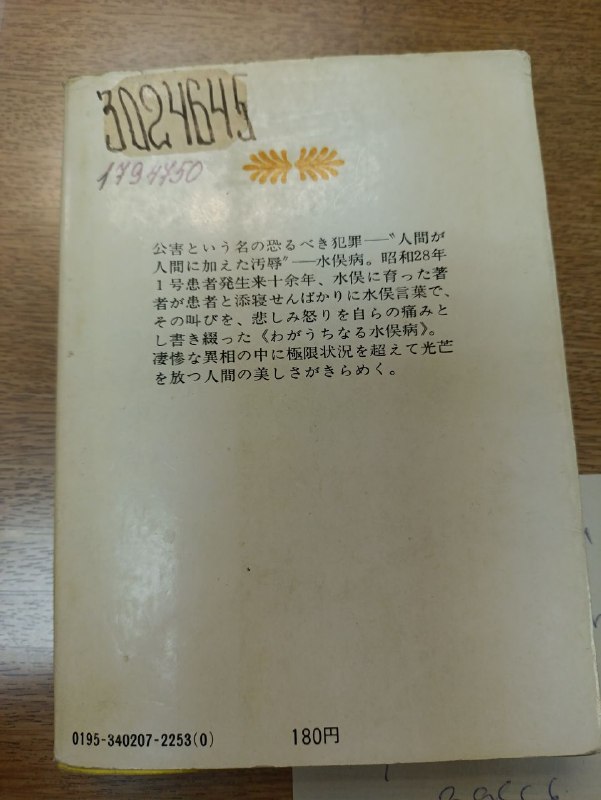 3024645
1794750
公害という名の恐るべき犯罪――〝人間が
人間に加えた汚辱〟――水俣病。昭和28年
1号患者発生来十余年、水俣に育った著
者が患者と添寝せんばかりに水俣言葉で、
その叫びを、悲しみ怒りを自らの痛みと
し書き綴った《わがうちなる水俣病》。
凄惨な異相の中に極限状況を超えて光芒
を放つ人間の美しさがきらめく。
0195-340207-2253(0)
180円